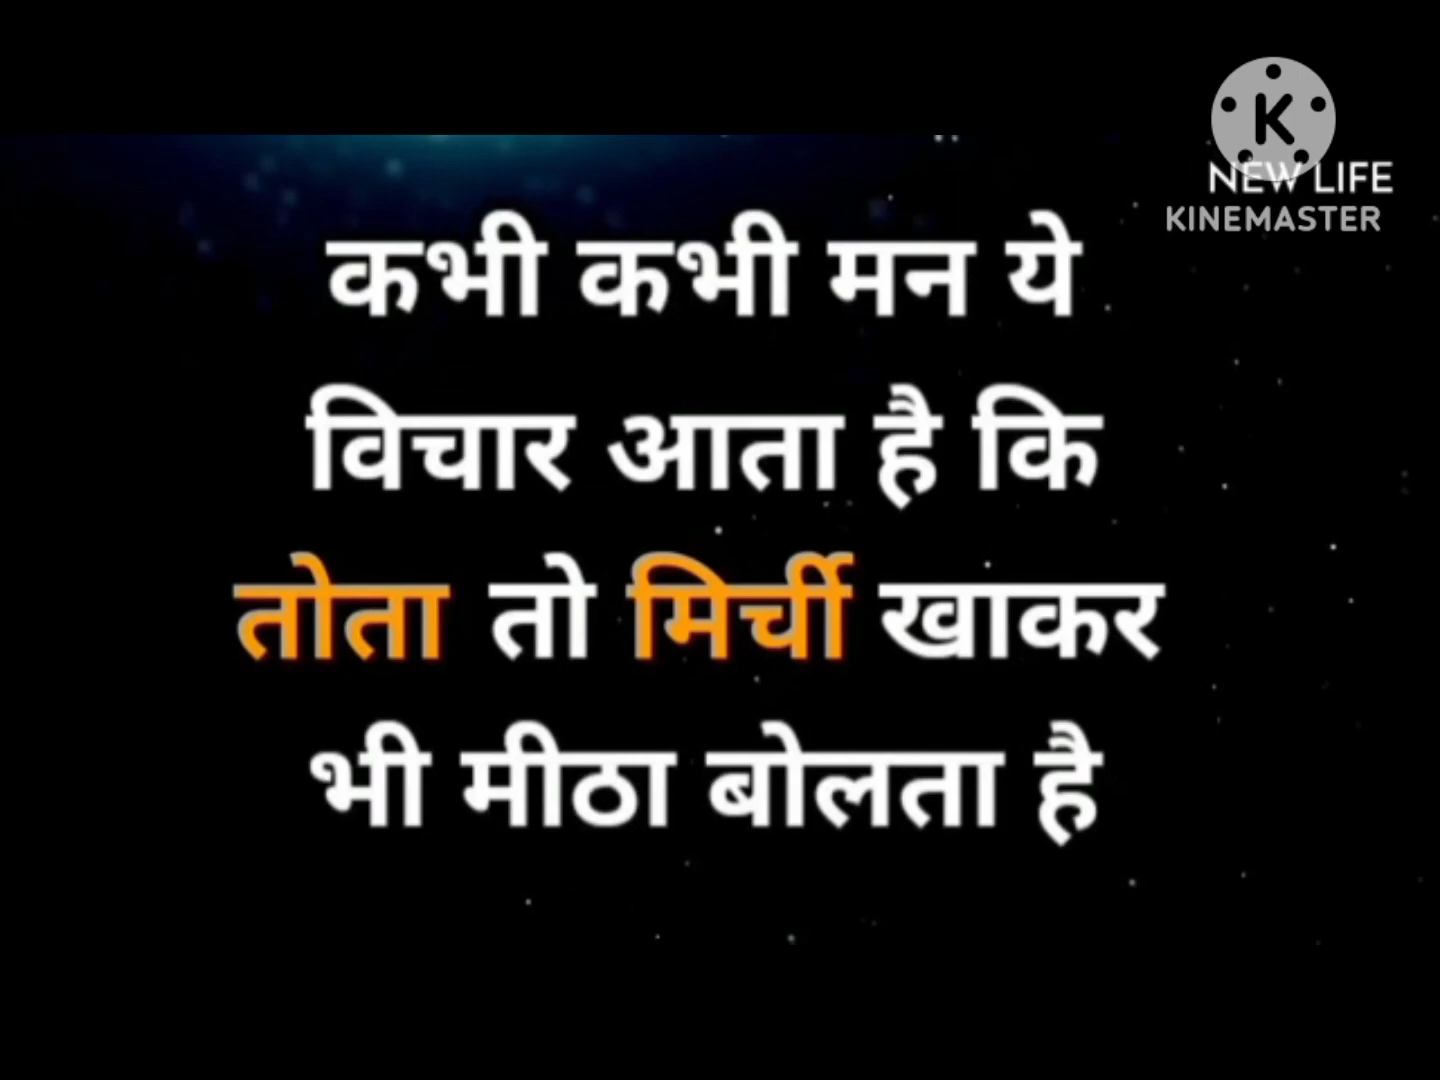 K
NEW LIFE
KINEMASTER
कभी कभी मन ये
विचार आता है कि
तोता तो मिर्ची खाकर
भी मीठा बोलता है